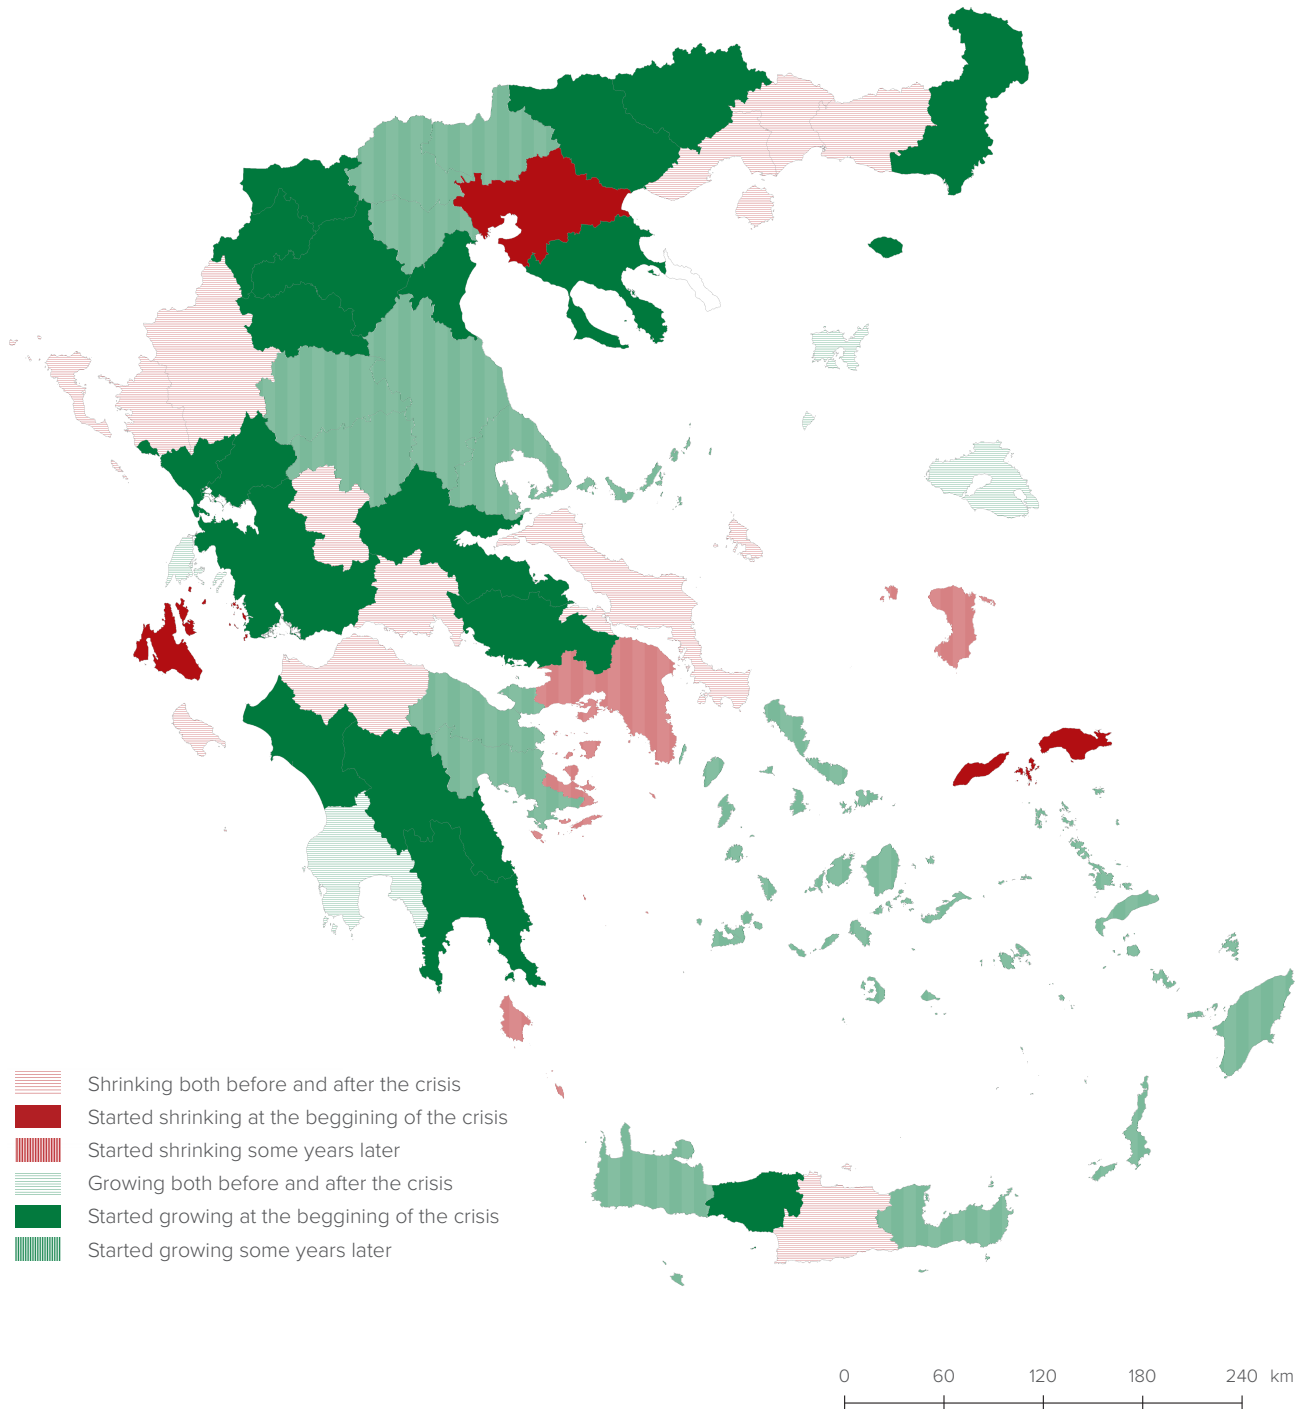 Shrinking both before and after the crisis
Started shrinking at the beggining of the crisis
Started shrinking some years later
Growing both before and after the crisis
Started growing at the beggining of the crisis
Started growing some years later
0 60 120 180 240 km